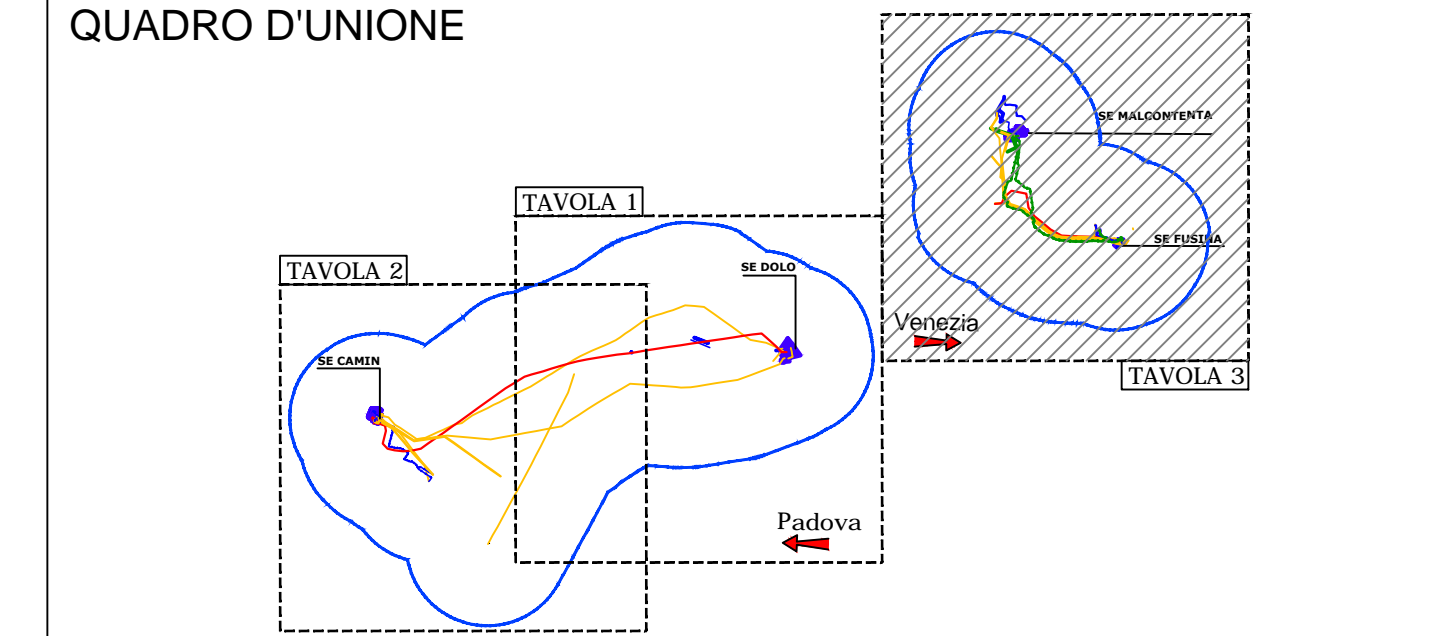 QUADRO D'UNIONE
SE MALCONTENTA
TAVOLA 1
SE FUSINA
TAVOLA 2
SE DOLO
Venezia
SE CAMIN
TAVOLA 3
Padova